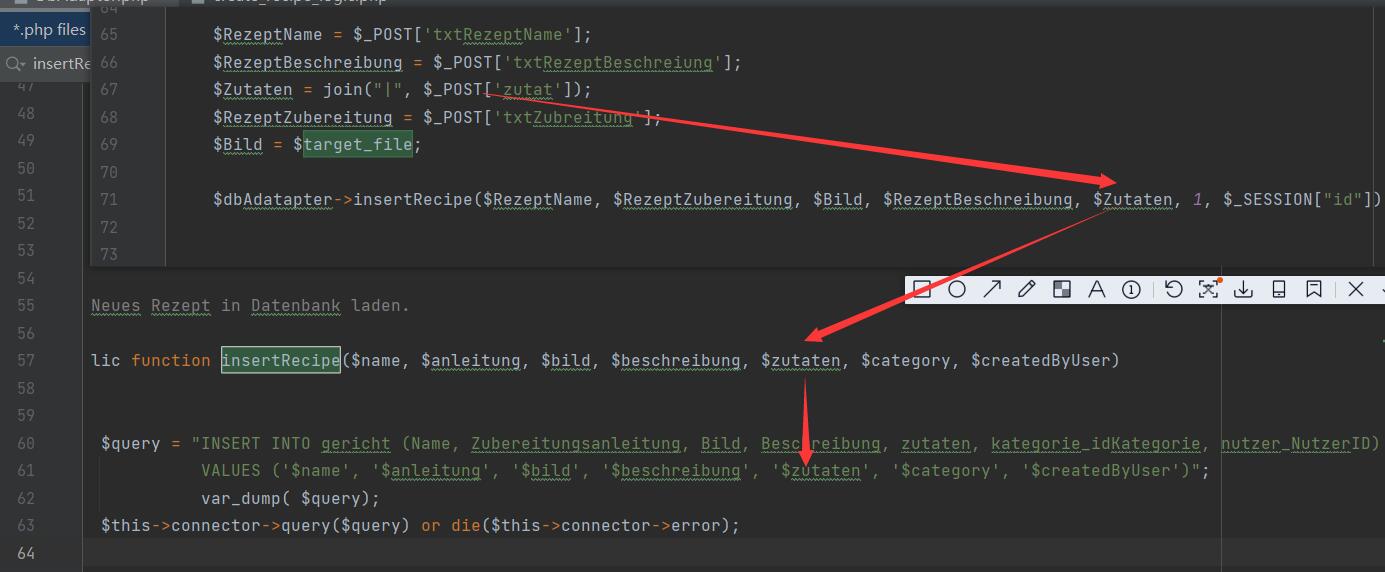 *.php files
insertRe
64
65 $RezeptName = $_POST['txtRezeptName'];
66 $RezeptBeschreibung = $_POST['txtRezeptBeschreiung'];
67 $Zutaten = join("|", $_POST['zutat']);
68 $RezeptZubereitung = $_POST['txtZubreitung'];
69 $Bild = $target_file;
70
71 $dbAdatapter->insertRecipe($RezeptName, $RezeptZubereitung, $Bild, $RezeptBeschreibung, $Zutaten, 1, $_SESSION["id"])
72
73
47
48
49
50
51
52
53
54
55 Neues Rezept in Datenbank laden.
56
57 lic function insertRecipe($name, $anleitung, $bild, $beschreibung, $zutaten, $category, $createdByUser)
58
59
60 $query = "INSERT INTO gericht (Name, Zubereitungsanleitung, Bild, Beschreibung, zutaten, kategorie_idKategorie, nutzer_NutzerID)
61 VALUES ('$name', '$anleitung', '$bild', '$beschreibung', '$zutaten', '$category', '$createdByUser')";
62 var_dump( $query);
63 $this->connector->query($query) or die($this->connector->error);
64